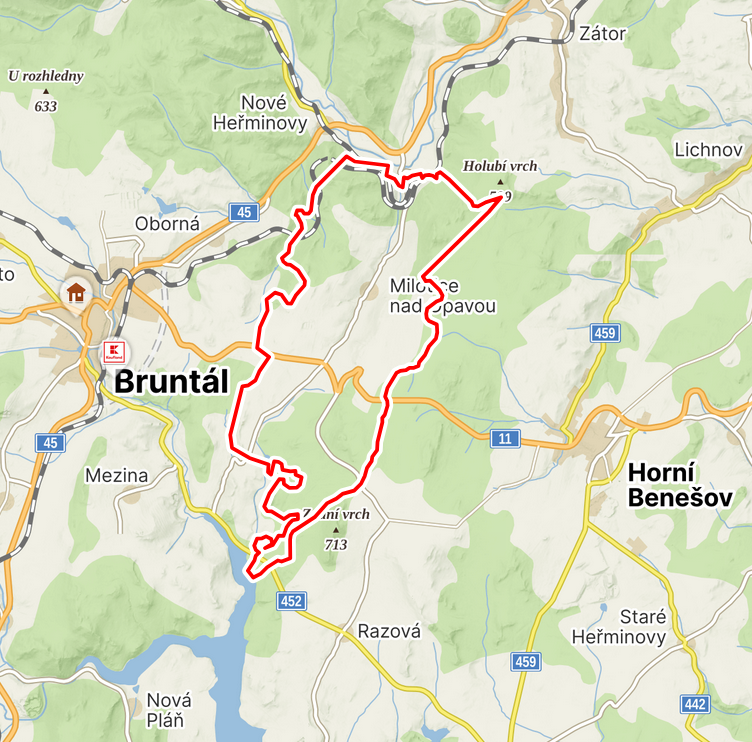 Zátor
U rozhledny
633
Nové
Heřminovy
Lichnov
Holubí vrch
45
Oborná
Milotice
nad Opavou
459
Kaufland
Bruntál
45
11
Mezina
Horní
Benešov
713
452
Staré
Heřminovy
Razová
459
Nová
Pláň
442